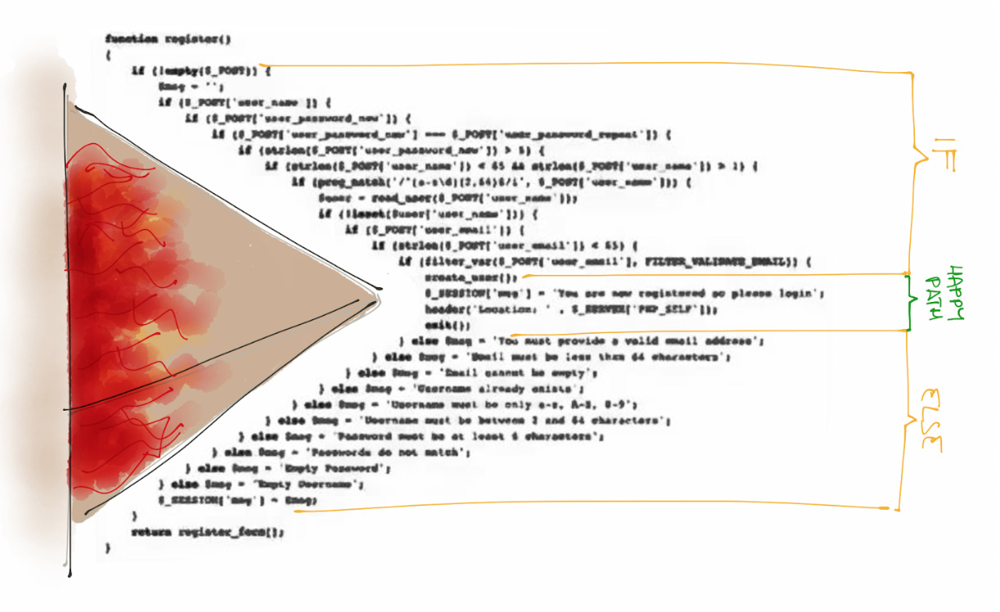 function register()
{
if (!empty($_POST)) {
$msg = '';
if ($_POST['user_name']) {
if ($_POST['user_password_new']) {
if ($_POST['user_password_new'] === $_POST['user_password_repeat']) {
if (strlen($_POST['user_password_new']) > 5) {
if (strlen($_POST['user_name']) < 65 && strlen($_POST['user_name']) > 1) {
if (preg_match('/^[a-z\d]{2,64}$/i', $_POST['user_name'])) {
$user = read_user($_POST['user_name']);
if (!isset($user['user_name'])) {
if ($_POST['user_email']) {
if (strlen($_POST['user_email']) < 65) {
if (filter_var($_POST['user_email'], FILTER_VALIDATE_EMAIL)) {
create_user();
$_SESSION['msg'] = 'You are now registered so please login';
header('Location: ' . $_SERVER['PHP_SELF']);
exit();
} else $msg = 'You must provide a valid email address';
} else $msg = 'Email must be less than 64 characters';
} else $msg = 'Email cannot be empty';
} else $msg = 'Username already exists';
} else $msg = 'Username must be only a-z, A-Z, 0-9';
} else $msg = 'Username must be between 2 and 64 characters';
} else $msg = 'Password must be at least 6 characters';
} else $msg = 'Passwords do not match';
} else $msg = 'Empty Password';
} else $msg = 'Empty Username';
$_SESSION['msg'] = $msg;
}
return register_form();
}
IF
HAPPY
PATH
ELSE